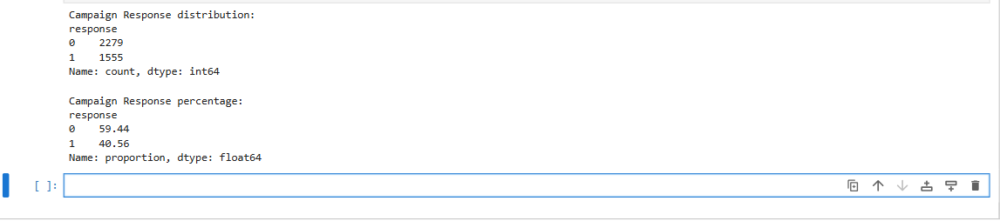 Campaign Response distribution:
response
0    2279
1    1555
Name: count, dtype: int64
Campaign Response percentage:
response
0    59.44
1    40.56
Name: proportion, dtype: float64
[ ]: